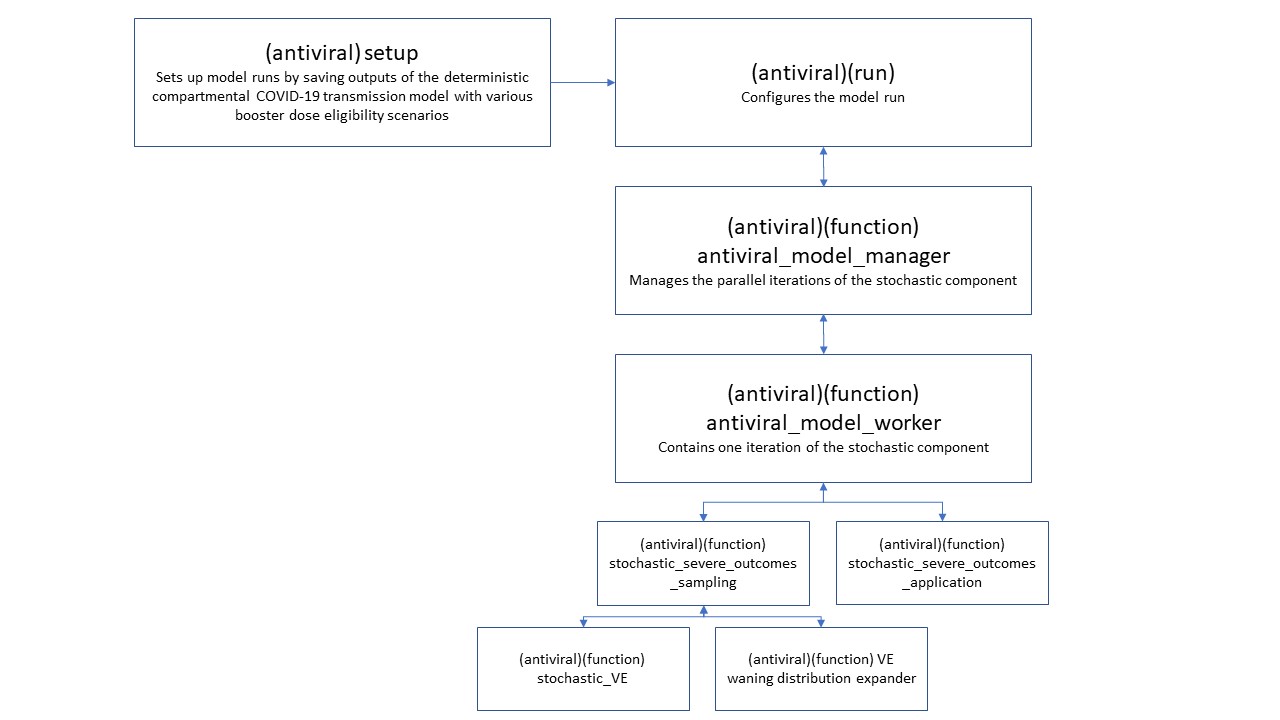 (antiviral) setup
Sets up model runs by saving outputs of the deterministic
compartmental COVID-19 transmission model with various
booster dose eligibility scenarios
(antiviral)(run)
Configures the model run
(antiviral)(function)
antiviral_model_manager
Manages the parallel iterations of the stochastic component
(antiviral)(function)
antiviral_model_worker
Contains one iteration of the stochastic component
(antiviral)(function)
stochastic_severe_outcomes
_sampling
(antiviral)(function)
stochastic_severe_outcomes
_application
(antiviral)(function)
stochastic_VE
(antiviral)(function) VE
waning distribution expander